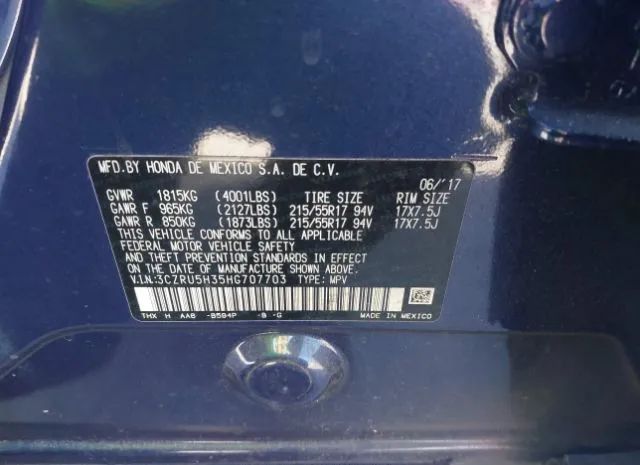 MFD.BY HONDA DE MEXICO S.A. DE C.V.
06/'17
GVWR 1815KG (4001LBS) TIRE SIZE RIM SIZE
GAWR F 965KG (2127LBS) 215/55R17 94V 17X7.5J
GAWR R 850KG (1873LBS) 215/55R17 94V 17X7.5J
THIS VEHICLE CONFORMS TO ALL APPLICABLE
FEDERAL MOTOR VEHICLE SAFETY
AND THEFT PREVENTION STANDARDS IN EFFECT
ON THE DATE OF MANUFACTURE SHOWN ABOVE.
V.I.N:3CZRU5H35HG707703 TYPE: MPV
THX H AAB -B594P -B -G MADE IN MEXICO